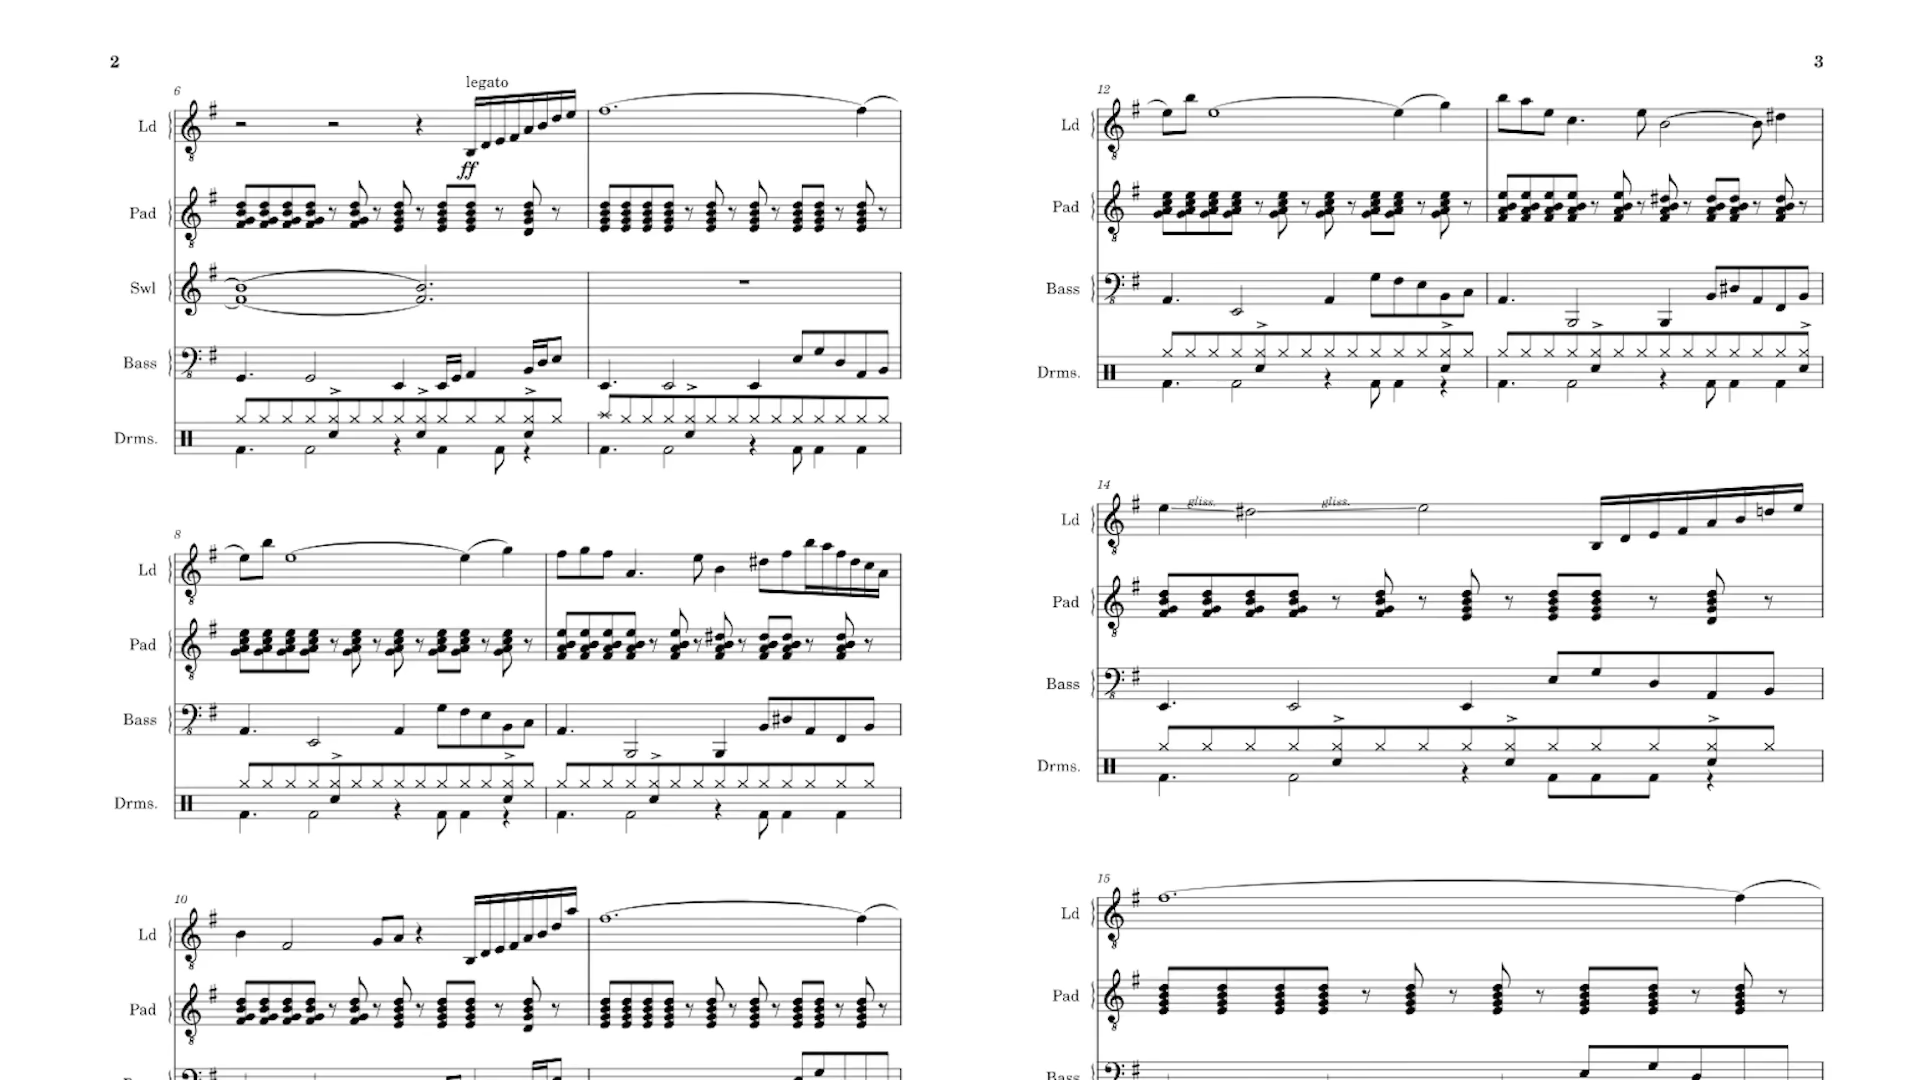 2
6
legato
Ld
ff
Pad
Swl
Bass
Drms.
8
Ld
Pad
Bass
Drms.
10
Ld
Pad
3
12
Ld
Pad
Bass
Drms.
14
gliss. gliss.
Ld
Pad
Bass
Drms.
15
Ld
Pad
Bass